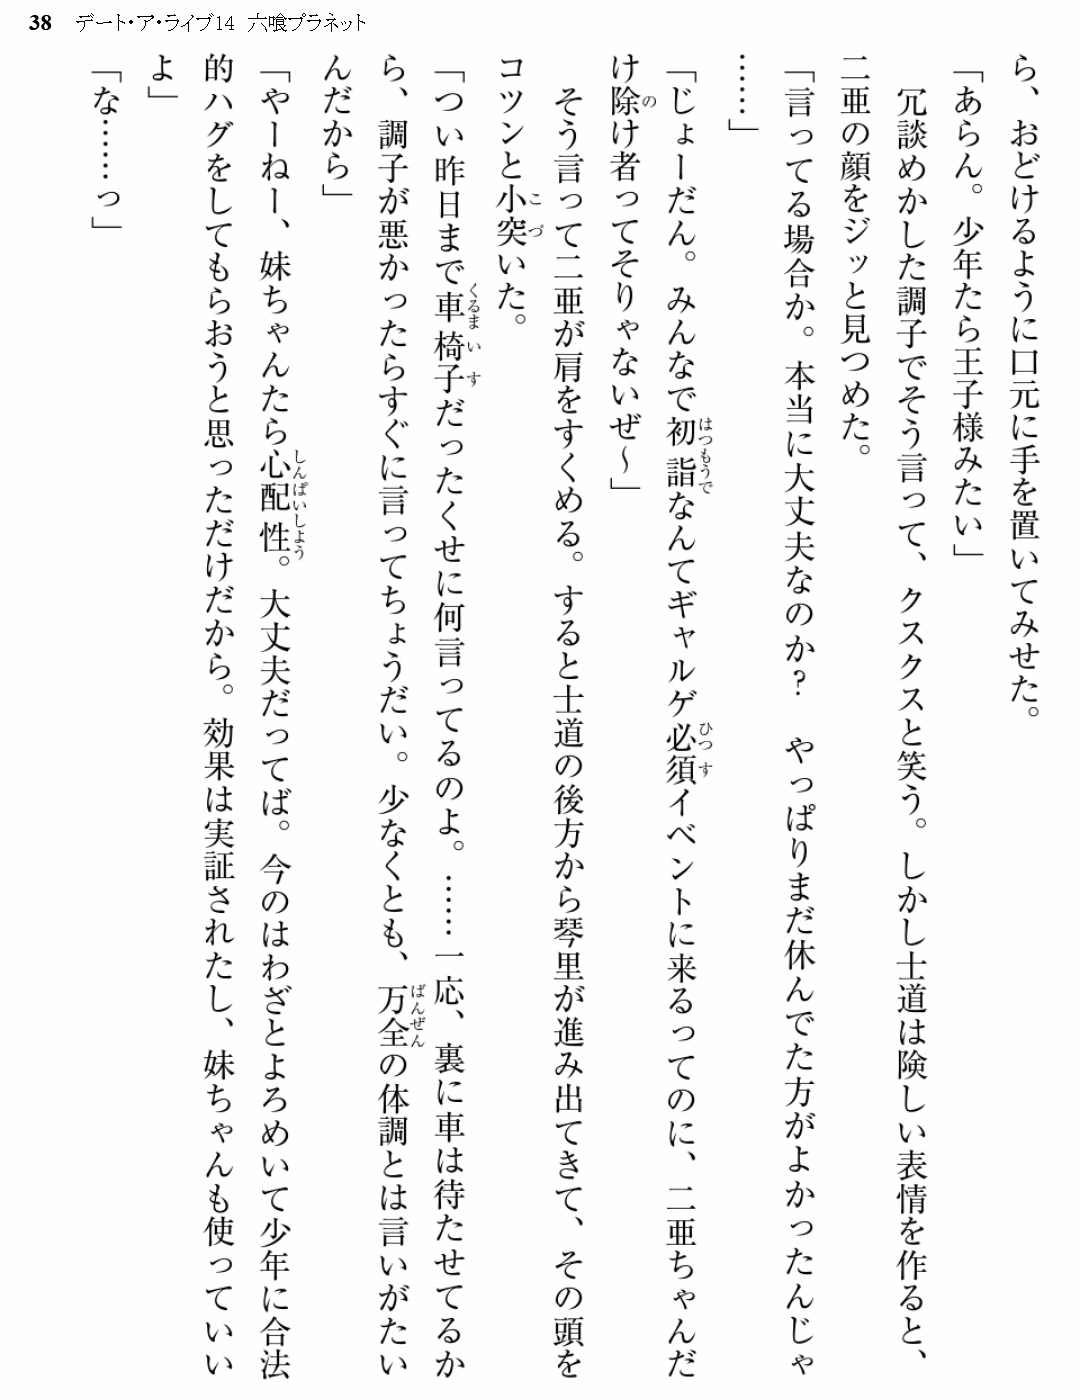 38 デート・ア・ライブ14 六喰プラネット
ら、おどけるように口元に手を置いてみせた。
「あらん。少年たら王子様みたい」
冗談めかした調子でそう言って、クスクスと笑う。しかし士道は険しい表情を作ると、
二亜の顔をジッと見つめた。
「言ってる場合か。本当に大丈夫なのか? やっぱりまだ休んでた方がよかったんじゃ
……」
「じょーだん。みんなで初詣なんてギャルゲ必須イベントに来るってのに、二亜ちゃんだ
け除け者ってそりゃないぜ〜」
そう言って二亜が肩をすくめる。すると士道の後方から琴里が進み出てきて、その頭を
コツンと小突いた。
「つい昨日まで車椅子だったくせに何言ってるのよ。……一応、裏に車は待たせてるか
ら、調子が悪かったらすぐに言ってちょうだい。少なくとも、万全の体調とは言いがたい
んだから」
「やーねー、妹ちゃんたら心配性。大丈夫だってば。今のはわざとよろめいて少年に合法
的ハグをしてもらおうと思っただけだから。効果は実証されたし、妹ちゃんも使っていい
よ」
「な……っ」